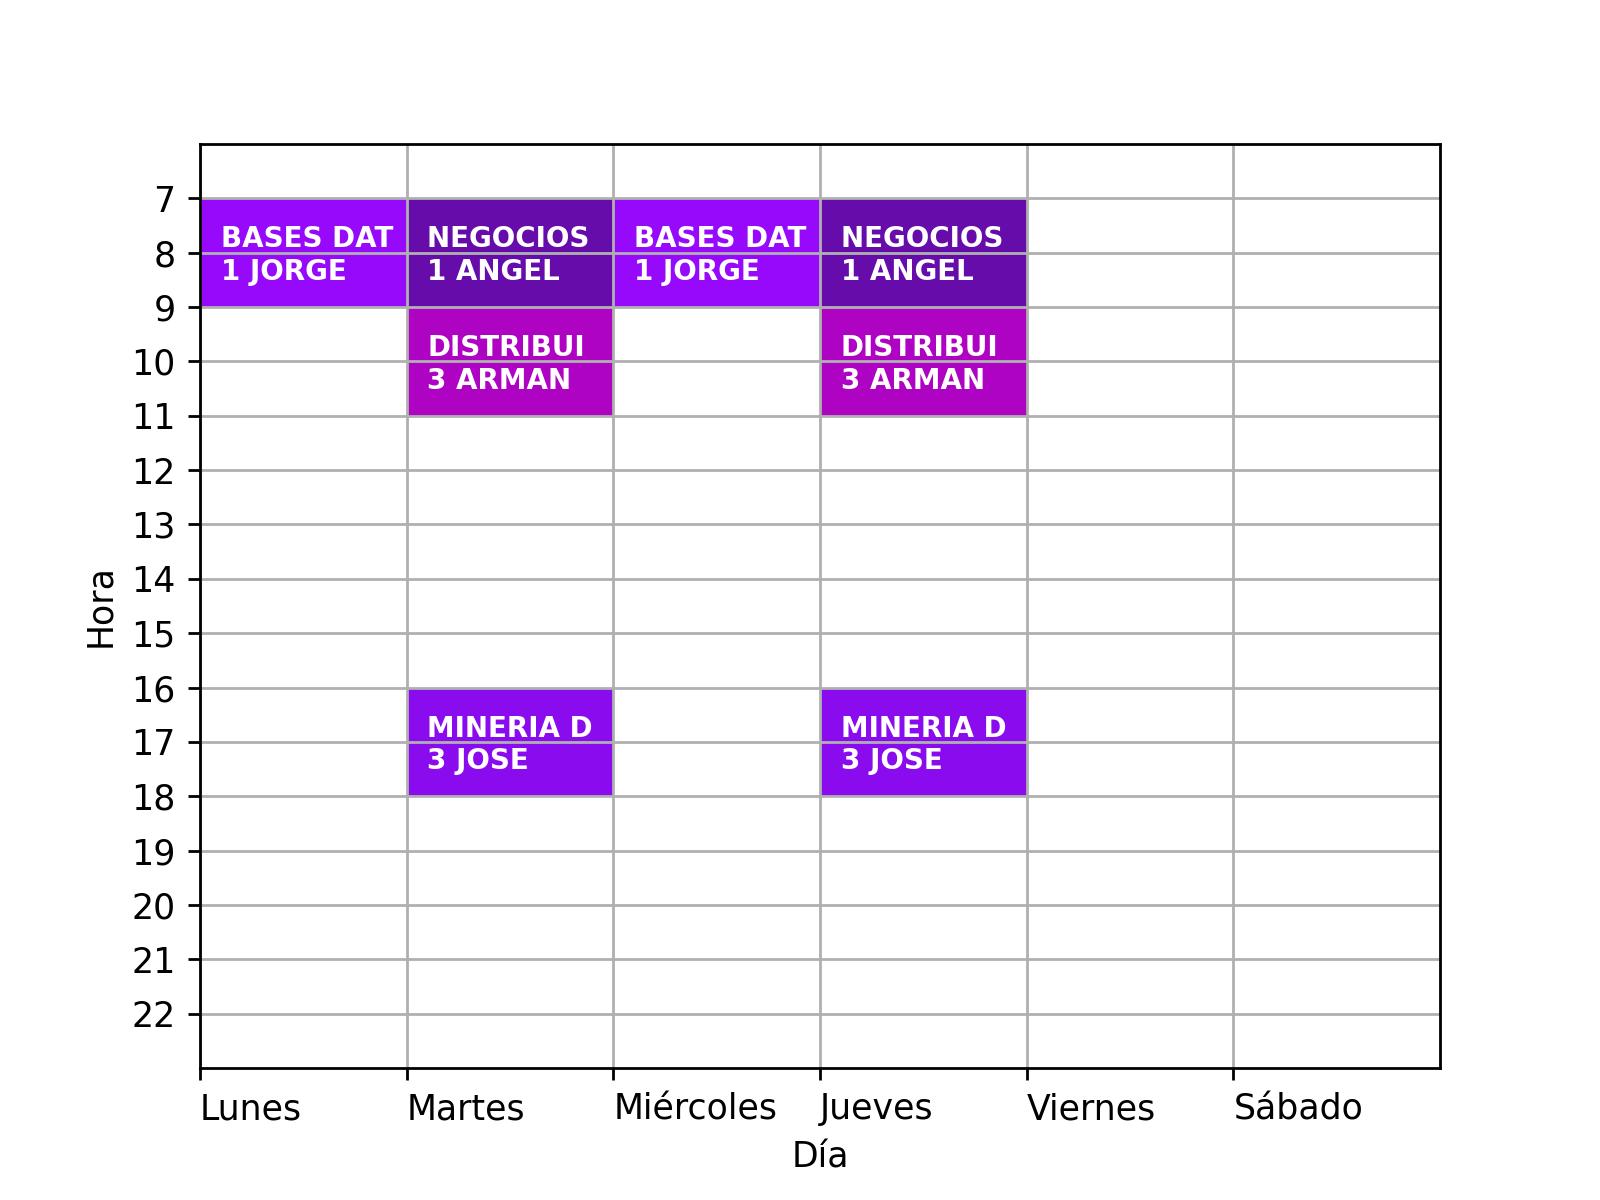 7
BASES DAT
NEGOCIOS
BASES DAT
NEGOCIOS
8
1 JORGE
1 ANGEL
1 JORGE
1 ANGEL
9
DISTRIBUI
DISTRIBUI
10
3 ARMAN
3 ARMAN
11
12
13
14
Hora
15
16
MINERIA D
MINERIA D
17
3 JOSE
3 JOSE
18
19
20
21
22
Lunes
Martes
Miércoles
Jueves
Viernes
Sábado
Día